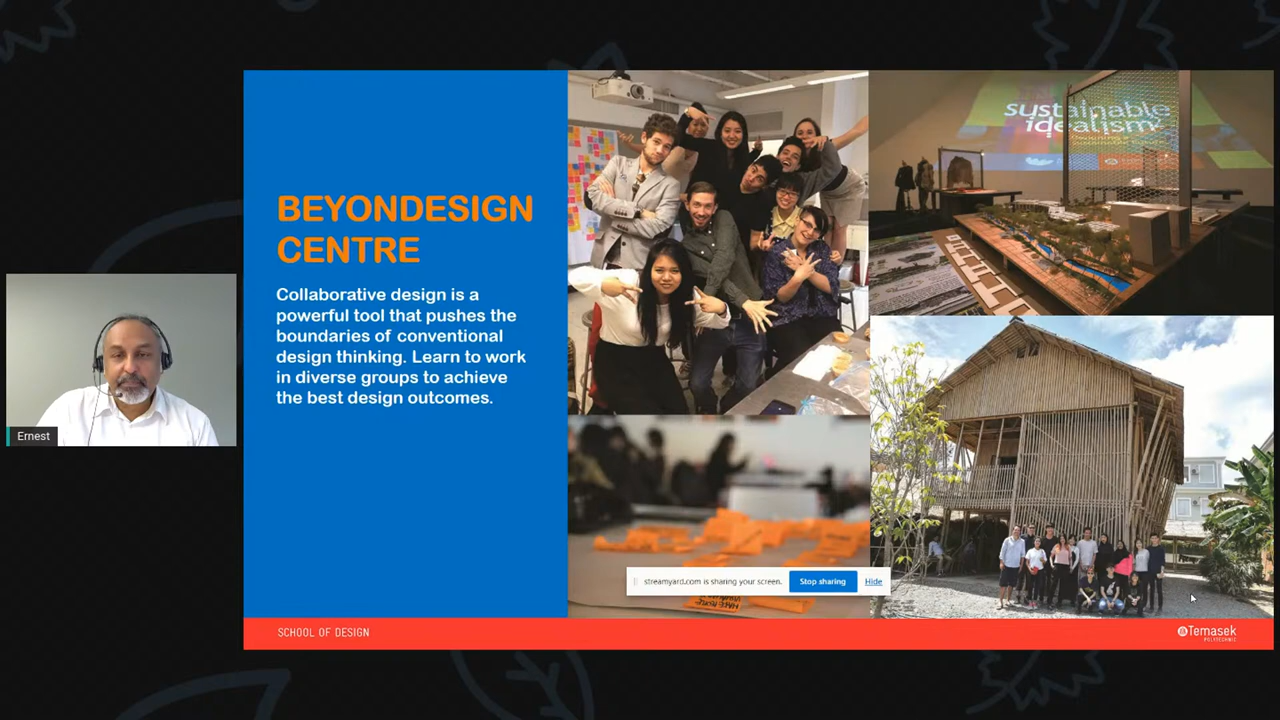 BEYONDESIGN
CENTRE
Collaborative design is a
powerful tool that pushes the
boundaries of conventional
design thinking. Learn to work
in diverse groups to achieve
the best design outcomes.
sustainable
idealism
Ernest
streamyard.com is sharing your screen.
Stop sharing
Hide
SCHOOL OF DESIGN
Temasek
POLYTECHNIC